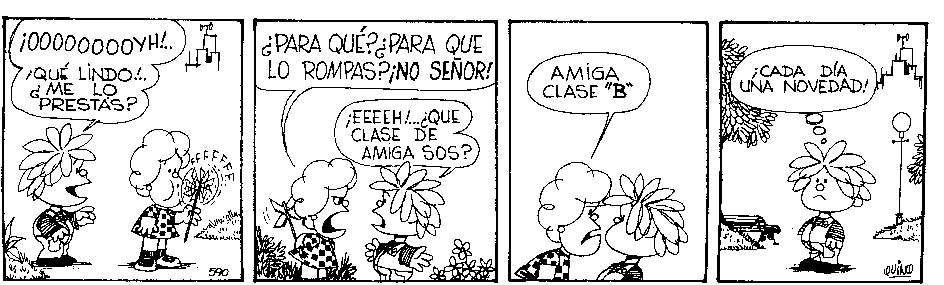 ¡OOOOOOOOYH!..
¡QUÉ LINDO!..
¿ME LO
PRESTÁS?
590
¿PARA QUÉ?¿PARA QUE
LO ROMPAS?¡NO SEÑOR!
¡EEEEH!...¿QUE
CLASE DE
AMIGA SOS?
AMIGA
CLASE "B"
¡CADA DÍA
UNA NOVEDAD!
QUINO